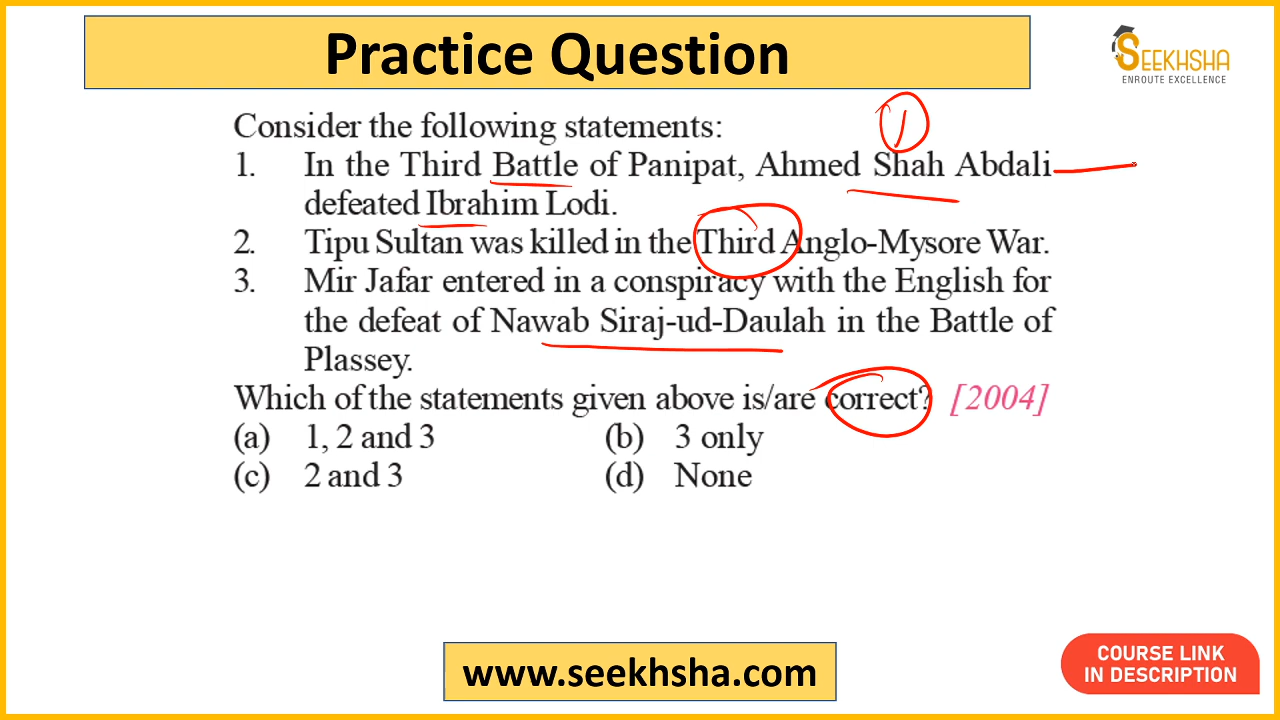 Practice Question
SEEKHSHA
ENROUTE EXCELLENCE
Consider the following statements:
1
1. In the Third Battle of Panipat, Ahmed Shah Abdali
defeated Ibrahim Lodi.
2. Tipu Sultan was killed in the Third Anglo-Mysore War.
3. Mir Jafar entered in a conspiracy with the English for
the defeat of Nawab Siraj-ud-Daulah in the Battle of
Plassey.
Which of the statements given above is/are correct? [2004]
(a) 1, 2 and 3 (b) 3 only
(c) 2 and 3 (d) None
www.seekhsha.com
COURSE LINK
IN DESCRIPTION